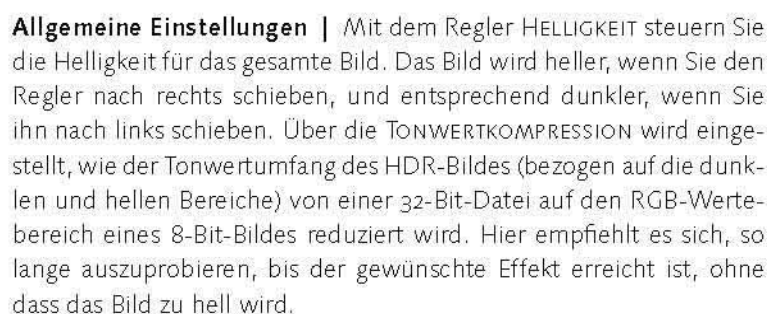 Allgemeine Einstellungen | Mit dem Regler HELLIGKEIT steuern Sie
die Helligkeit für das gesamte Bild. Das Bild wird heller, wenn Sie den
Regler nach rechts schieben, und entsprechend dunkler, wenn Sie
ihn nach links schieben. Über die TONWERTKOMPRESSION wird einge-
stellt, wie der Tonwertumfang des HDR-Bildes (bezogen auf die dunk-
len und hellen Bereiche) von einer 32-Bit-Datei auf den RGB-Werte-
bereich eines 8-Bit-Bildes reduziert wird. Hier empfiehlt es sich, so
lange auszuprobieren, bis der gewünschte Effekt erreicht ist, ohne
dass das Bild zu hell wird.